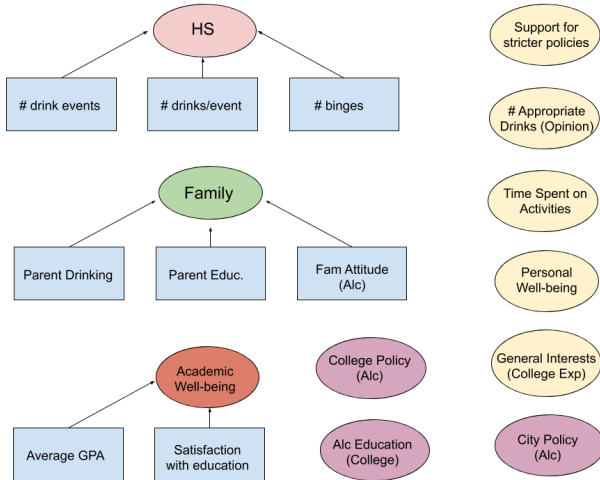 HS
# drink events
# drinks/event
# binges
Support for
stricter policies
# Appropriate
Drinks (Opinion)
Family
Parent Drinking
Parent Educ.
Fam Attitude
(Alc)
Time Spent on
Activities
Personal
Well-being
Academic
Well-being
College Policy
(Alc)
General Interests
(College Exp)
Average GPA
Satisfaction
with education
Alc Education
(College)
City Policy
(Alc)